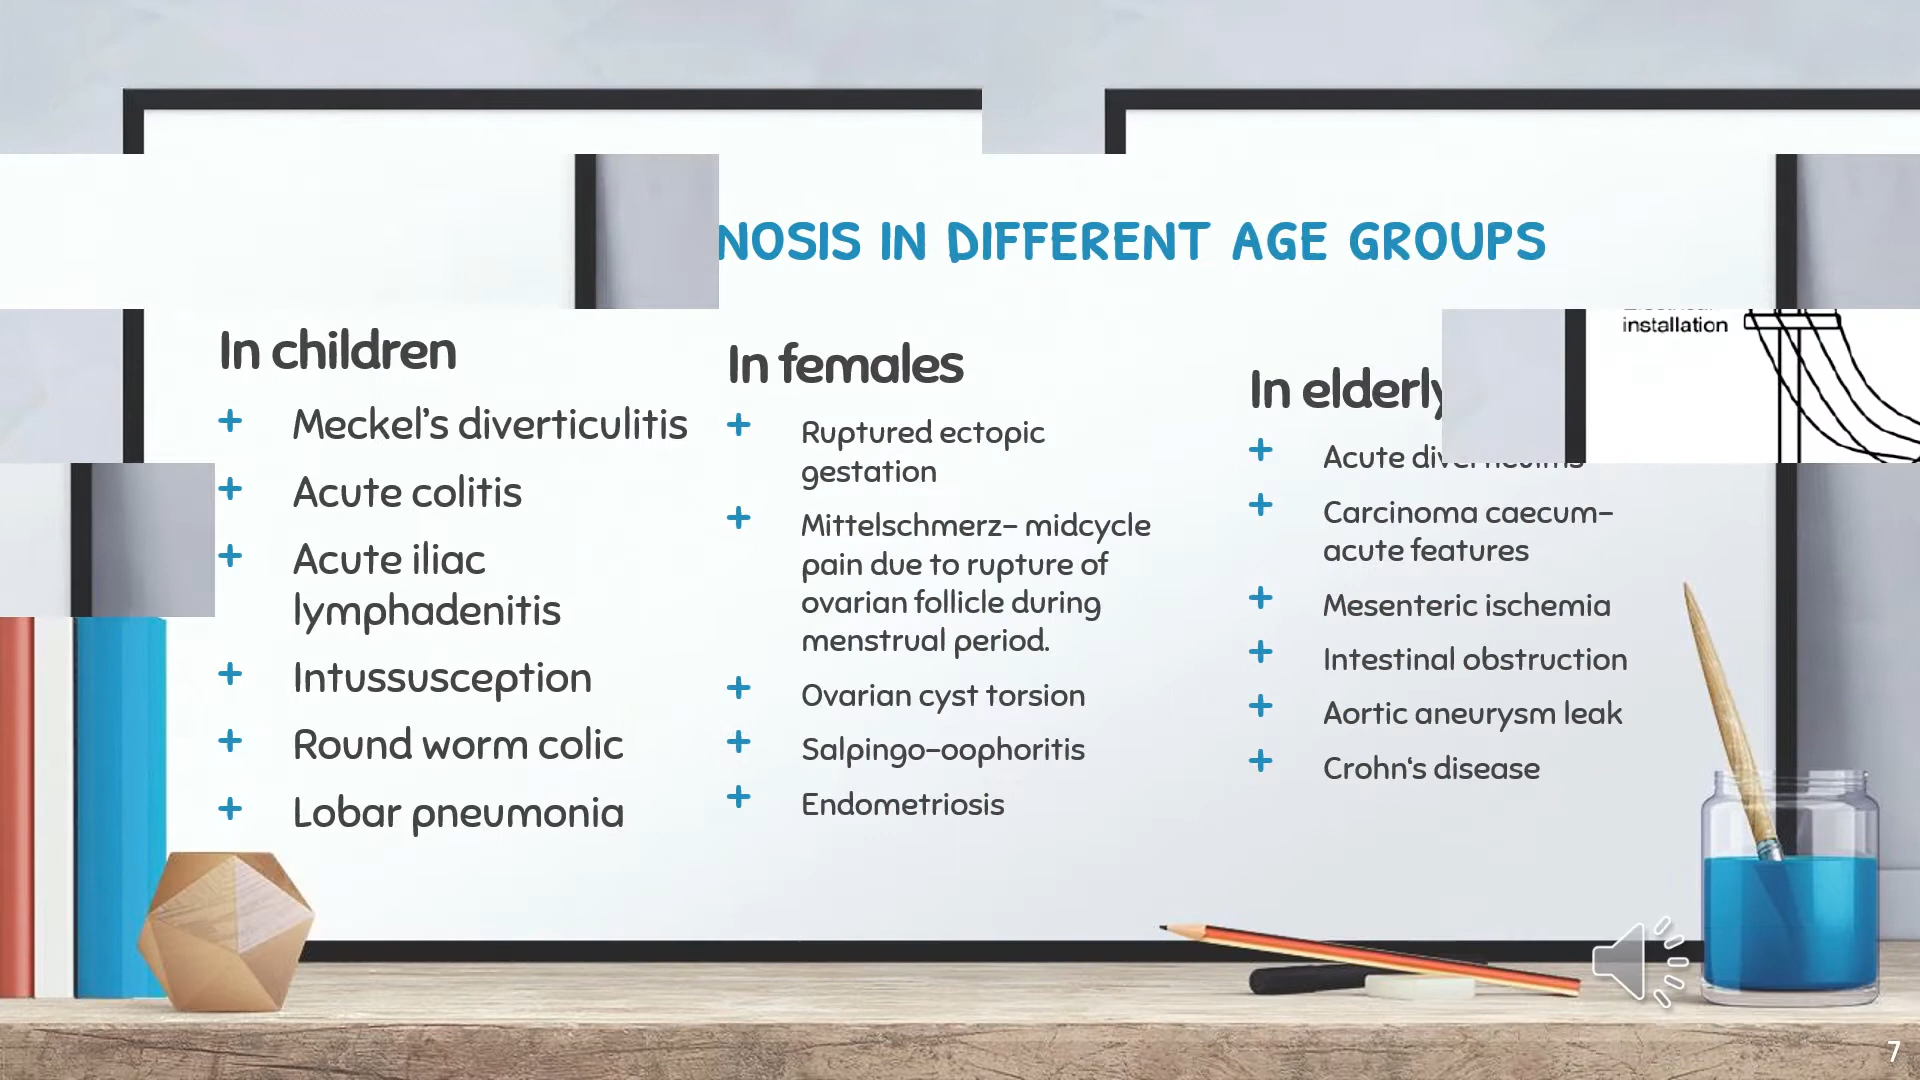 NOSIS IN DIFFERENT AGE GROUPS
In children
+ Meckel's diverticulitis
+ Acute colitis
+ Acute iliac
lymphadenitis
+ Intussusception
+ Round worm colic
+ Lobar pneumonia
In females
+ Ruptured ectopic
gestation
+ Mittelschmerz- midcycle
pain due to rupture of
ovarian follicle during
menstrual period.
+ Ovarian cyst torsion
+ Salpingo-oophoritis
+ Endometriosis
In elderly
+ Acute
+ Carcinoma caecum-
acute features
+ Mesenteric ischemia
+ Intestinal obstruction
+ Aortic aneurysm leak
+ Crohn's disease
installation
7